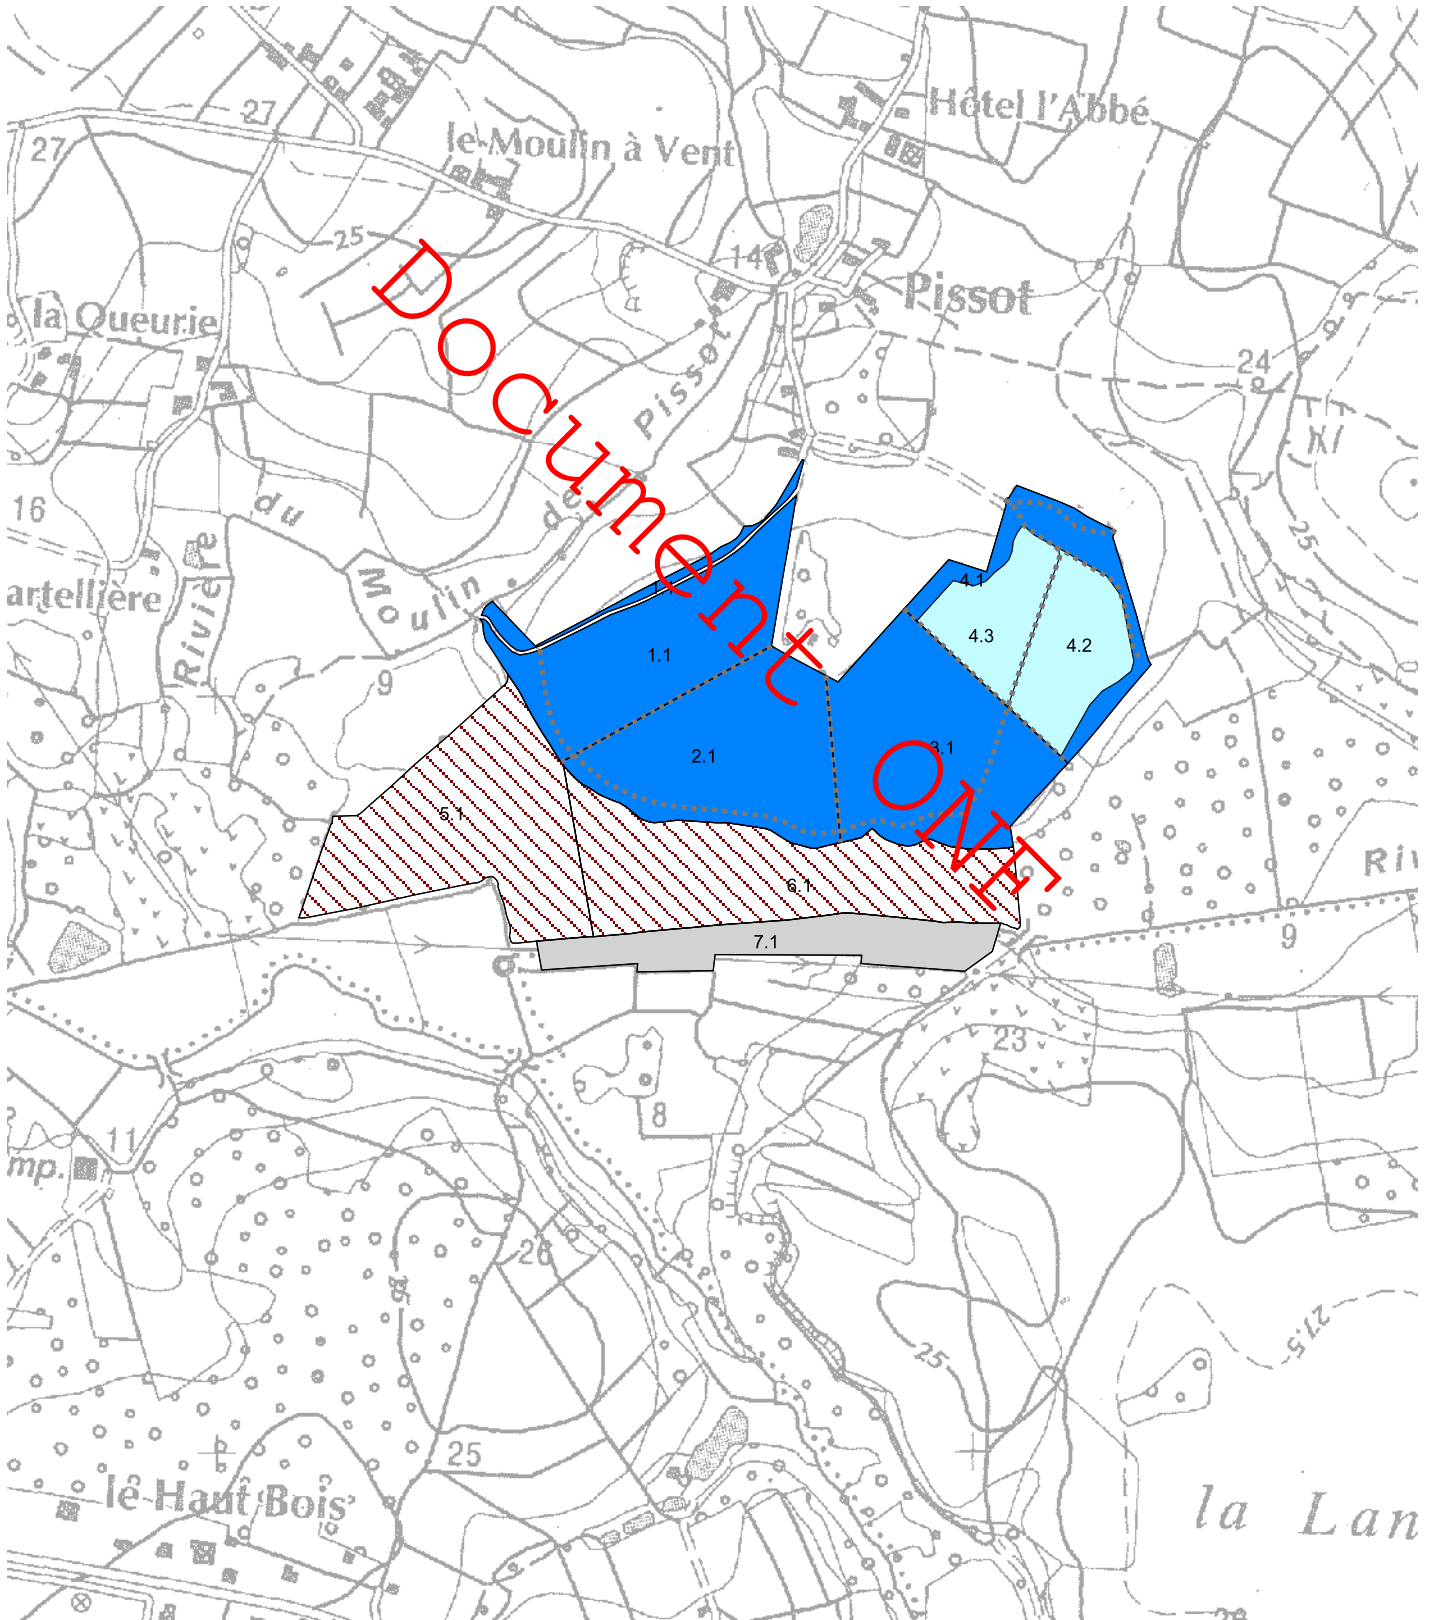 27
le Moulin à Vent
Hôtel l'Abbé
27
25
14
Pissot
la Queurie
24
Rivière
du
Moulin
de
Pissot
16
25
artellière
9
4.1
4.3
4.2
1.1
2.1
3.1
5.1
6.1
7.1
Document ONF
Riv
9
23
8
11
mp.
26
25
25
27.5
25
le Haut Bois
la Lan